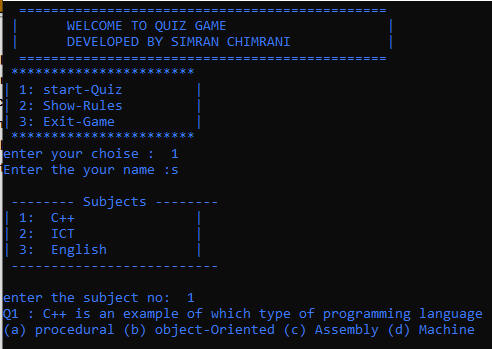 ==============================================
| WELCOME TO QUIZ GAME |
| DEVELOPED BY SIMRAN CHIMRANI |
==============================================
***********************
| 1: start-Quiz |
| 2: Show-Rules |
| 3: Exit-Game |
***********************
enter your choise : 1
Enter the your name :s
-------- Subjects --------
| 1: C++ |
| 2: ICT |
| 3: English |
--------------------------
enter the subject no: 1
Q1 : C++ is an example of which type of programming language
(a) procedural (b) object-Oriented (c) Assembly (d) Machine